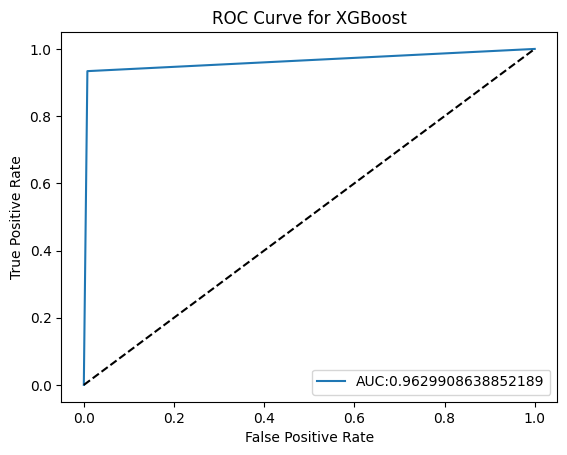 ROC Curve for XGBoost
True Positive Rate
1.0
0.8
0.6
0.4
0.2
0.0
AUC:0.9629908638852189
0.0 0.2 0.4 0.6 0.8 1.0
False Positive Rate